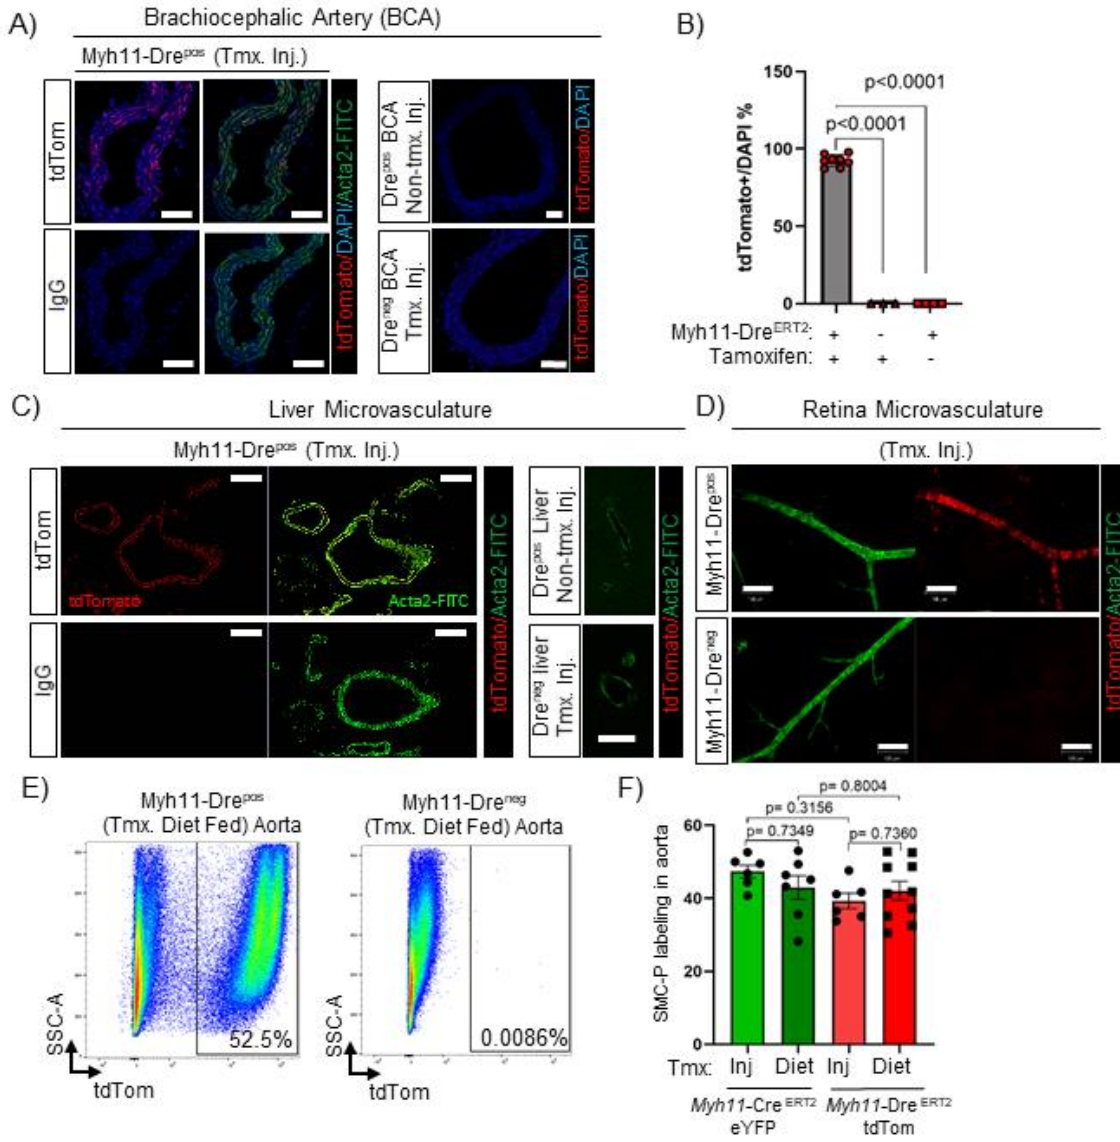 A)
Brachiocephalic Artery (BCA)
Myh11-Dreᵖᵒˢ (Tmx. Inj.)
tdTom
IgG
tdTomato/DAPI/Acta2-FITC
Dreᵖᵒˢ BCA
Non-tmx. Inj.
Dreⁿᵉᵍ BCA
Tmx. Inj.
tdTomato/DAPI
tdTomato/DAPI
B)
tdTomato+/DAPI %
150
100
50
0
p<0.0001
p<0.0001
Myh11-Dreᴱᴿᵀ²: + - +
Tamoxifen: + + -
C)
Liver Microvasculature
Myh11-Dreᵖᵒˢ (Tmx. Inj.)
tdTom
IgG
tdTomato
Acta2-FITC
tdTomato/Acta2-FITC
Dreᵖᵒˢ Liver
Non-tmx. Inj.
Dreⁿᵉᵍ liver
Tmx. Inj.
tdTomato/Acta2-FITC
D)
Retina Microvasculature
(Tmx. Inj.)
Myh11-Dreᵖᵒˢ
Myh11-Dreⁿᵉᵍ
tdTomato/Acta2-FITC
E)
Myh11-Dreᵖᵒˢ
(Tmx. Diet Fed) Aorta
SSC-A
52.5%
tdTom
Myh11-Dreⁿᵉᵍ
(Tmx. Diet Fed) Aorta
SSC-A
0.0086%
tdTom
F)
SMC-P labeling in aorta
60
40
20
0
p= 0.8004
p= 0.3156
p= 0.7349
p= 0.7360
Tmx: Inj Diet Inj Diet
Myh11-Cre ᴱᴿᵀ²
eYFP
Myh11-Dre ᴱᴿᵀ²
tdTom